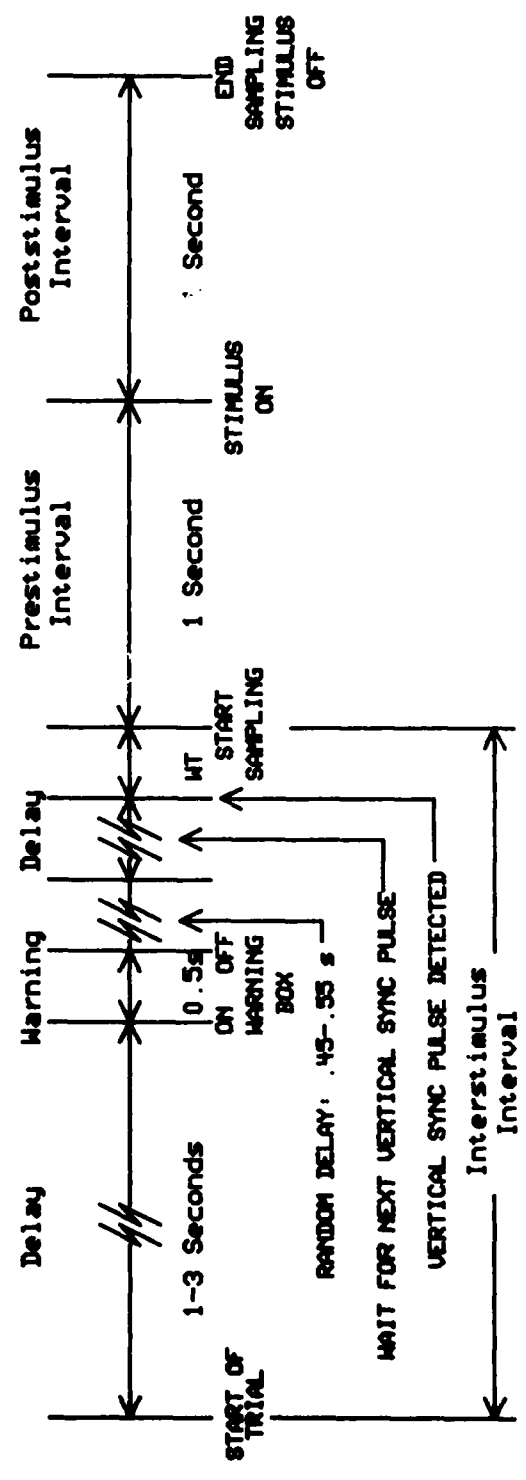 Delay
Warning
Delay
Prestimulus
Interval
Poststimulus
Interval
1-3 Seconds
0.5s
WT
1 Second
Second
START OF
TRIAL
ON OFF
WARNING
BOX
START
SAMPLING
STIMULUS
ON
END
SAMPLING
STIMULUS
OFF
RANDOM DELAY: .45-.55 s
WAIT FOR NEXT VERTICAL SYNC PULSE
VERTICAL SYNC PULSE DETECTED
Interstimulus
Interval